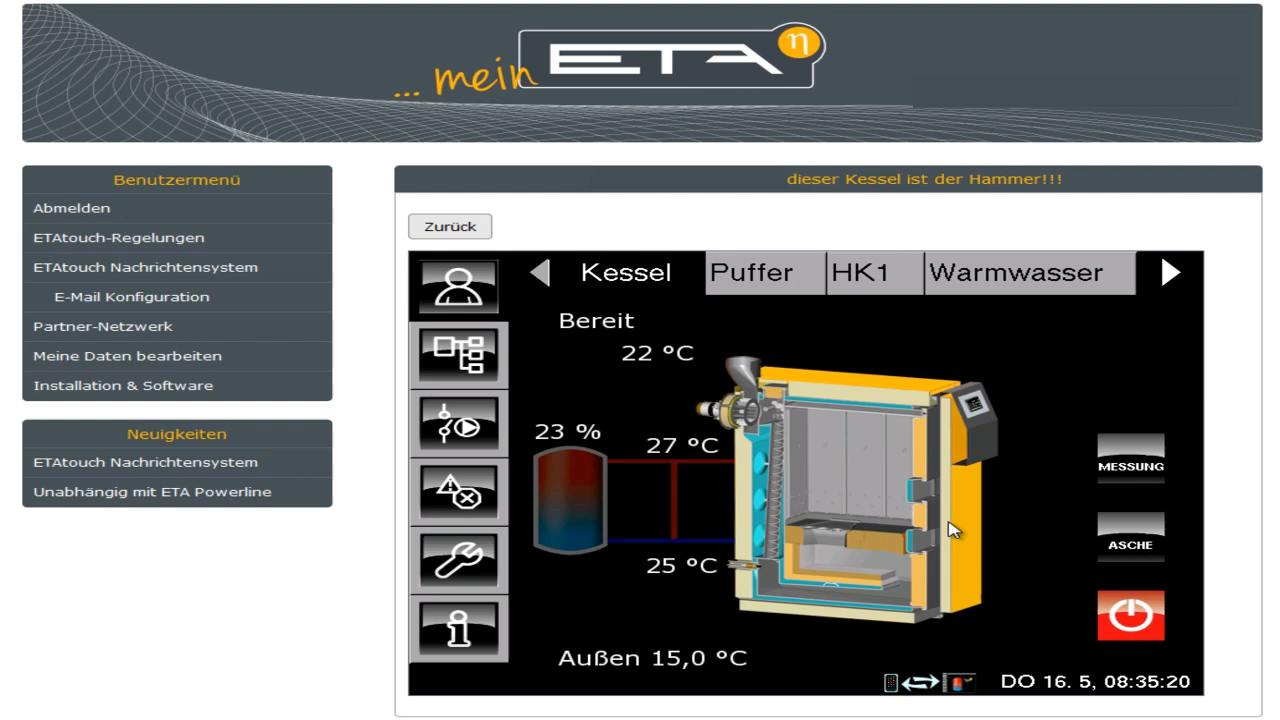 ... mein ETA η
Benutzermenü
Abmelden
ETAtouch-Regelungen
ETAtouch Nachrichtensystem
E-Mail Konfiguration
Partner-Netzwerk
Meine Daten bearbeiten
Installation & Software
Neuigkeiten
ETAtouch Nachrichtensystem
Unabhängig mit ETA Powerline
dieser Kessel ist der Hammer!!!
Zurück
Kessel Puffer HK1 Warmwasser
Bereit
22 °C
23 %
27 °C
25 °C
Außen 15,0 °C
MESSUNG
ASCHE
DO 16. 5, 08:35:20